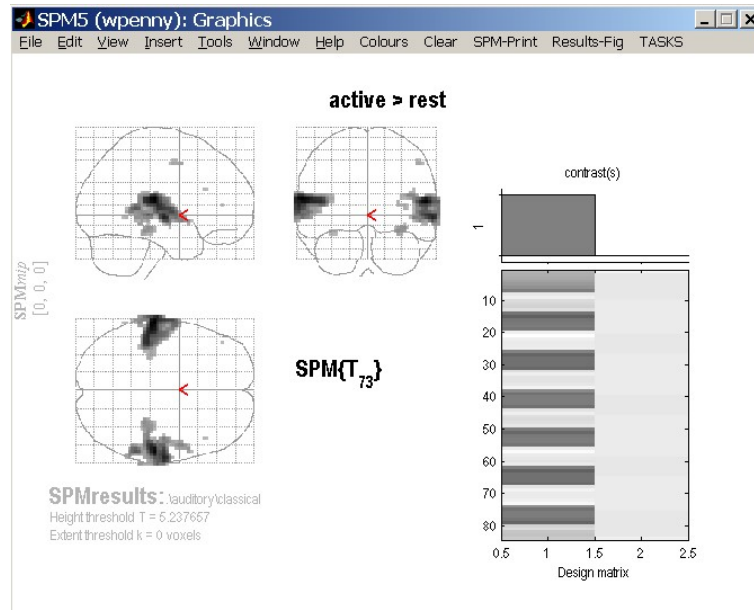 SPM5 (wpenny): Graphics
File Edit View Insert Tools Window Help Colours Clear SPM-Print Results-Fig TASKS
active > rest
SPMmip
[0, 0, 0]
<
<
<
SPM{T73}
contrast(s)
1
10
20
30
40
50
60
70
80
0.5 1 1.5 2 2.5
Design matrix
SPMresults: .\auditory\classical
Height threshold T = 5.237657
Extent threshold k = 0 voxels